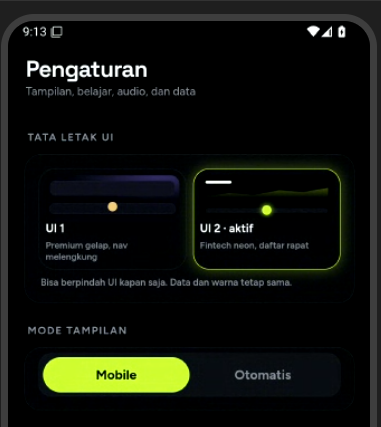 9:13
Pengaturan
Tampilan, belajar, audio, dan data
TATA LETAK UI
UI 1
Premium gelap, nav
melengkung
UI 2 · aktif
Fintech neon, daftar rapat
Bisa berpindah UI kapan saja. Data dan warna tetap sama.
MODE TAMPILAN
Mobile
Otomatis